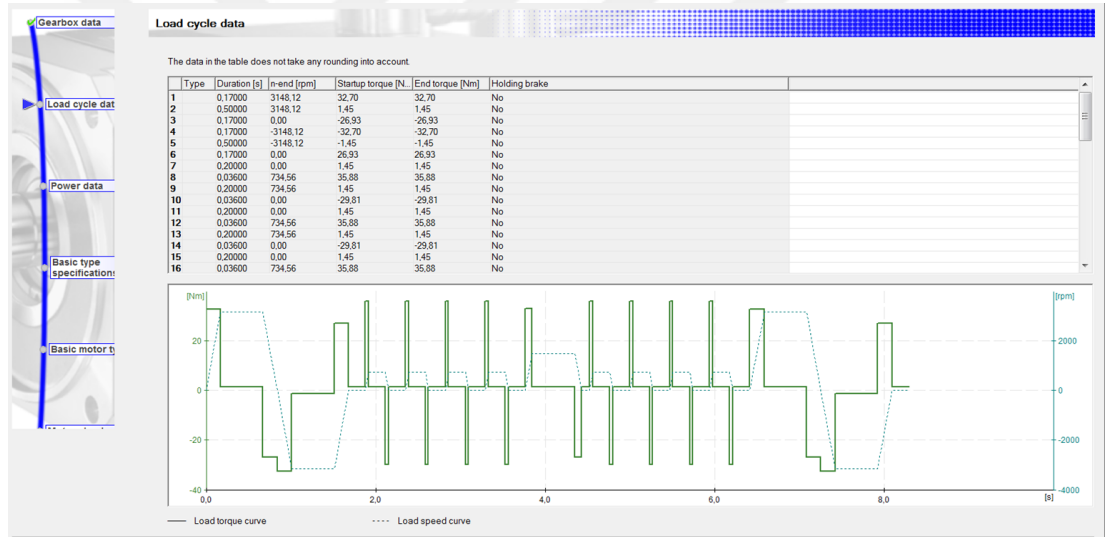 Gearbox data
Load cycle dat
Power data
Basic type
specifications
Basic motor ty
Load cycle data
The data in the table does not take any rounding into account.
Type Duration [s] n-end [rpm] Startup torque [N... End torque [Nm] Holding brake
1 0,17000 3148,12 32,70 32,70 No
2 0,50000 3148,12 1,45 1,45 No
3 0,17000 0,00 -26,93 -26,93 No
4 0,17000 -3148,12 -32,70 -32,70 No
5 0,50000 -3148,12 -1,45 -1,45 No
6 0,17000 0,00 26,93 26,93 No
7 0,20000 0,00 1,45 1,45 No
8 0,03600 734,56 35,88 35,88 No
9 0,20000 734,56 1,45 1,45 No
10 0,03600 0,00 -29,81 -29,81 No
11 0,20000 0,00 1,45 1,45 No
12 0,03600 734,56 35,88 35,88 No
13 0,20000 734,56 1,45 1,45 No
14 0,03600 0,00 -29,81 -29,81 No
15 0,20000 0,00 1,45 1,45 No
16 0,03600 734,56 35,88 35,88 No
[Nm] [rpm]
20 2000
0 0
-20 -2000
-40 -4000
0,0 2,0 4,0 6,0 8,0 [s]
Load torque curve Load speed curve